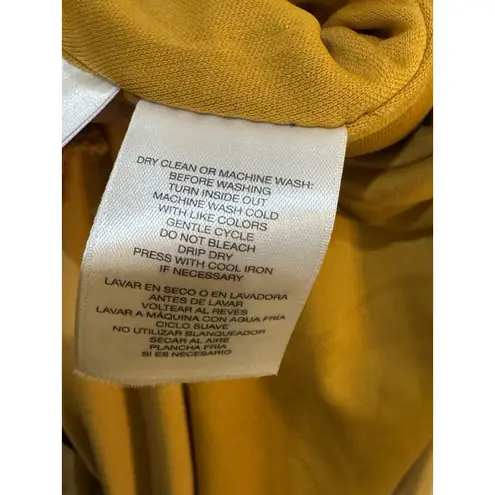 DRY CLEAN OR MACHINE WASH:
BEFORE WASHING
TURN INSIDE OUT
MACHINE WASH COLD
WITH LIKE COLORS
GENTLE CYCLE
DO NOT BLEACH
DRIP DRY
PRESS WITH COOL IRON
IF NECESSARY
LAVAR EN SECO O EN LAVADORA
ANTES DE LAVAR
VOLTEAR AL REVÉS
LAVAR A MÁQUINA CON AGUA FRÍA
CICLO SUAVE
NO UTILIZAR BLANQUEADOR
SECAR AL AIRE
PLANCHA FRÍA
SI ES NECESARIO